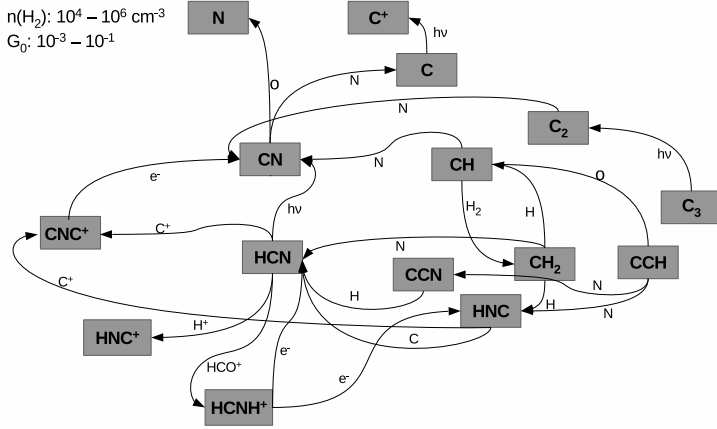 n(H₂): 10⁴ – 10⁶ cm⁻³
G₀: 10⁻³ – 10⁻¹
N
C⁺
hν
C
O
N
N
C₂
hν
CN
N
CH
O
e⁻
H₂
H
C₃
hν
CNC⁺
C⁺
HCN
N
CCN
CH₂
CCH
C⁺
H
N
HNC
H
N
HNC⁺
H⁺
C
e⁻
HCO⁺
e⁻
HCNH⁺